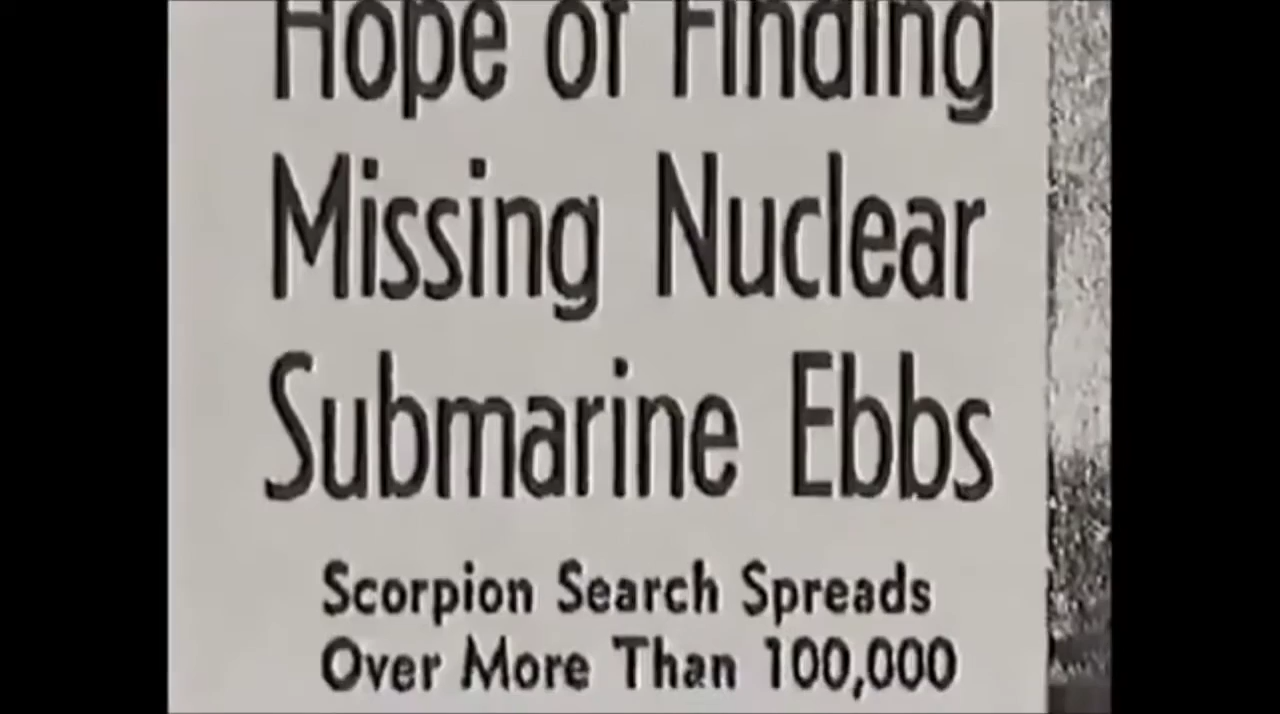 Hope of Finding
Missing Nuclear
Submarine Ebbs
Scorpion Search Spreads
Over More Than 100,000